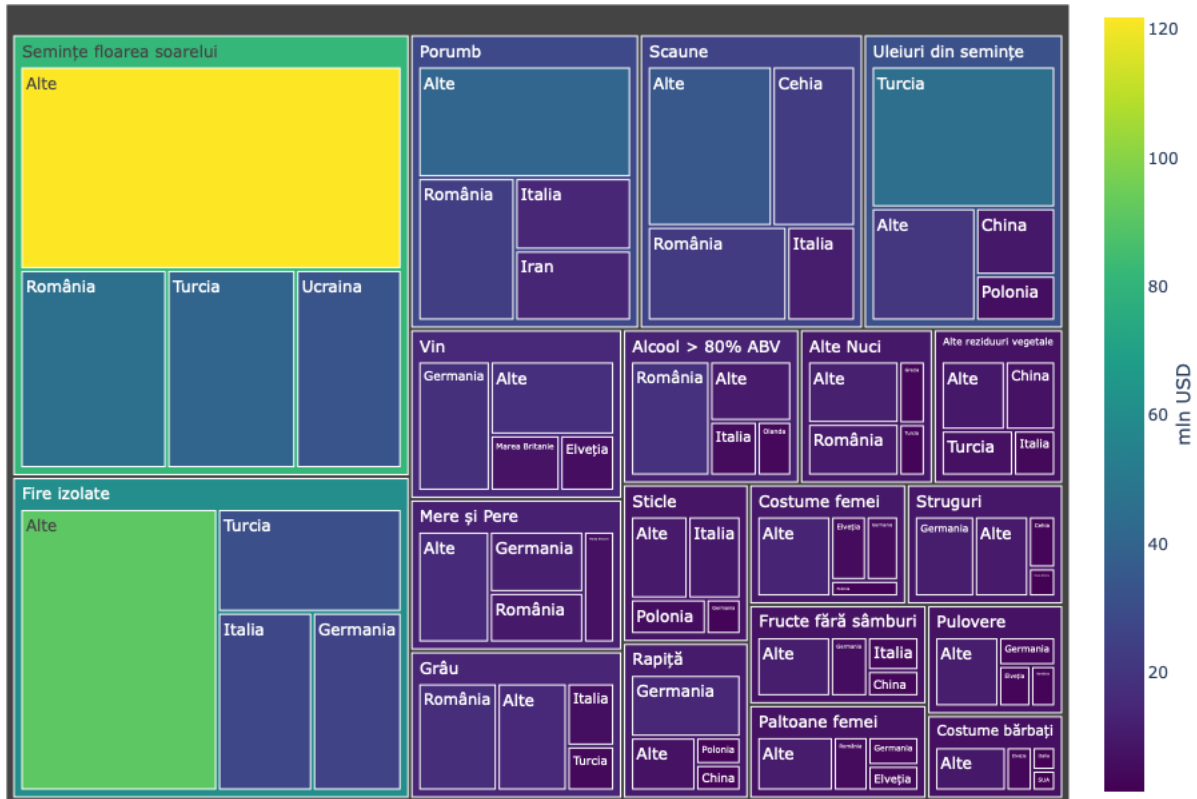 Semințe floarea soarelui
Alte
România
Turcia
Ucraina
Fire izolate
Alte
Turcia
Italia
Germania
Porumb
Alte
România
Italia
Iran
Scaune
Alte
Cehia
România
Italia
Uleiuri din semințe
Turcia
Alte
China
Polonia
Vin
Germania
Alte
Marea Britanie
Elveția
Mere și Pere
Alte
Germania
România
Grâu
România
Alte
Italia
Turcia
Alcool > 80% ABV
România
Alte
Italia
Olanda
Alte Nuci
Alte
România
Grecia
Turcia
Alte reziduuri vegetale
Alte
China
Turcia
Italia
Sticle
Alte
Italia
Polonia
Germania
Rapiță
Germania
Alte
Polonia
China
Costume femei
Alte
Elveția
Germania
Struguri
Germania
Alte
Cehia
Fructe fără sâmburi
Alte
Germania
Italia
China
Pulovere
Alte
Germania
Elveția
Paltoane femei
Alte
România
Germania
Elveția
Costume bărbați
Alte
Elveția
Italia
SUA
120
100
80
60
40
20
mln USD